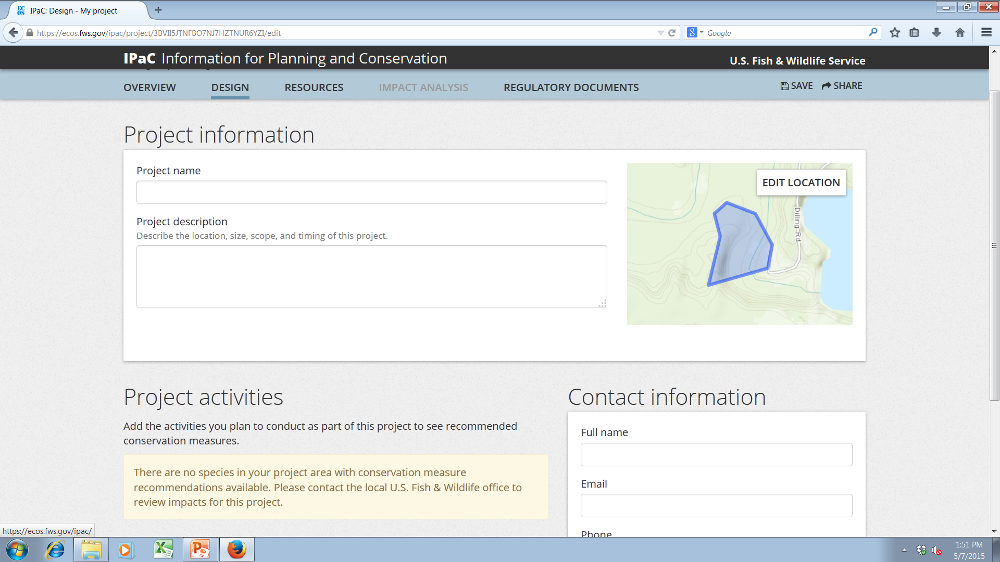 IPaC: Design - My project
https://ecos.fws.gov/ipac/project/3BVII5JTNFBO7NJ7HZTNUR6YZI/edit
Google
IPaC Information for Planning and Conservation
U.S. Fish & Wildlife Service
OVERVIEW DESIGN RESOURCES IMPACT ANALYSIS REGULATORY DOCUMENTS SAVE SHARE
Project information
Project name
EDIT LOCATION
Dilling-Rd
Project description
Describe the location, size, scope, and timing of this project.
Project activities
Add the activities you plan to conduct as part of this project to see recommended
conservation measures.
There are no species in your project area with conservation measure
recommendations available. Please contact the local U.S. Fish & Wildlife office to
review impacts for this project.
Contact information
Full name
Email
Phone
https://ecos.fws.gov/ipac/
1:51 PM
5/7/2015